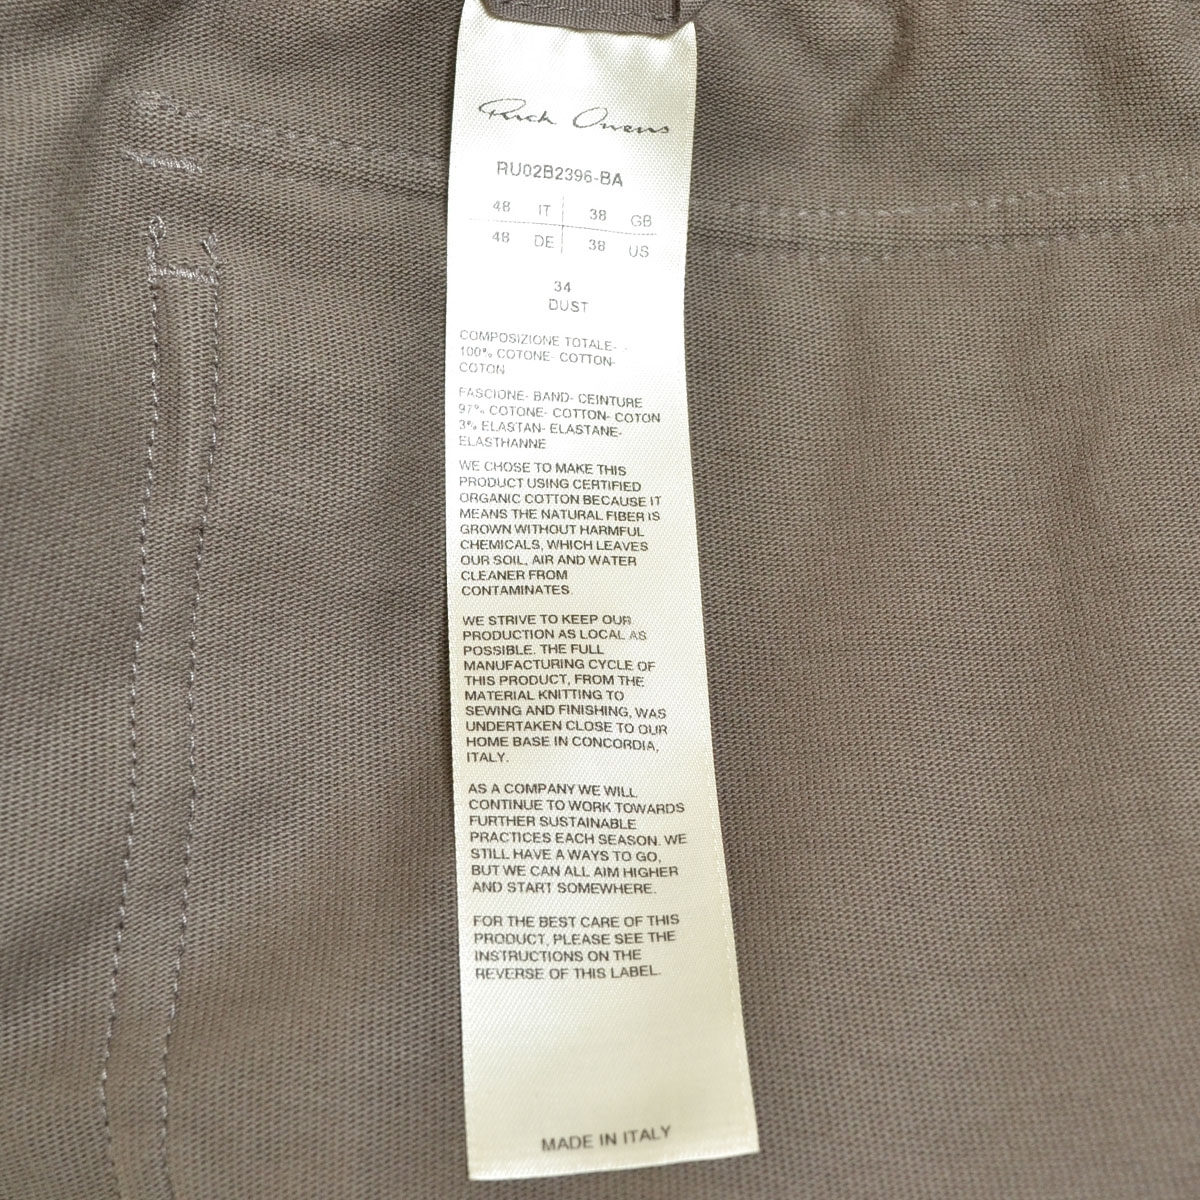 Rick Owens
RU02B2396-BA
48 IT 38 GB
48 DE 38 US
34
DUST
COMPOSIZIONE TOTALE- -
100% COTONE- COTTON-
COTON
FASCIONE- BAND- CEINTURE
97% COTONE- COTTON- COTON
3% ELASTAN- ELASTANE-
ELASTHANNE
WE CHOSE TO MAKE THIS
PRODUCT USING CERTIFIED
ORGANIC COTTON BECAUSE IT
MEANS THE NATURAL FIBER IS
GROWN WITHOUT HARMFUL
CHEMICALS, WHICH LEAVES
OUR SOIL, AIR AND WATER
CLEANER FROM
CONTAMINATES.
WE STRIVE TO KEEP OUR
PRODUCTION AS LOCAL AS
POSSIBLE. THE FULL
MANUFACTURING CYCLE OF
THIS PRODUCT, FROM THE
MATERIAL KNITTING TO
SEWING AND FINISHING, WAS
UNDERTAKEN CLOSE TO OUR
HOME BASE IN CONCORDIA,
ITALY.
AS A COMPANY WE WILL
CONTINUE TO WORK TOWARDS
FURTHER SUSTAINABLE
PRACTICES EACH SEASON. WE
STILL HAVE A WAYS TO GO,
BUT WE CAN ALL AIM HIGHER
AND START SOMEWHERE.
FOR THE BEST CARE OF THIS
PRODUCT, PLEASE SEE THE
INSTRUCTIONS ON THE
REVERSE OF THIS LABEL.
MADE IN ITALY